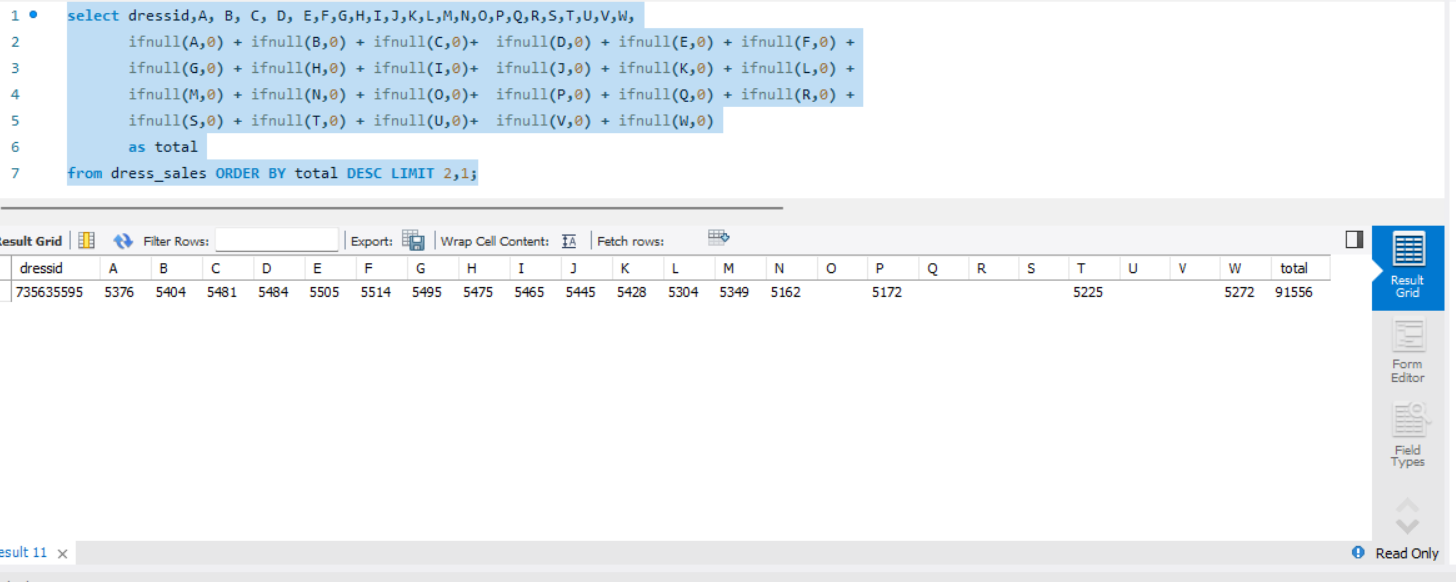 1 select dressid,A, B, C, D, E,F,G,H,I,J,K,L,M,N,O,P,Q,R,S,T,U,V,W,
2 ifnull(A,0) + ifnull(B,0) + ifnull(C,0)+ ifnull(D,0) + ifnull(E,0) + ifnull(F,0) +
3 ifnull(G,0) + ifnull(H,0) + ifnull(I,0)+ ifnull(J,0) + ifnull(K,0) + ifnull(L,0) +
4 ifnull(M,0) + ifnull(N,0) + ifnull(O,0)+ ifnull(P,0) + ifnull(Q,0) + ifnull(R,0) +
5 ifnull(S,0) + ifnull(T,0) + ifnull(U,0)+ ifnull(V,0) + ifnull(W,0)
6 as total
7 from dress_sales ORDER BY total DESC LIMIT 2,1;
esult Grid Filter Rows: Export: Wrap Cell Content: IA Fetch rows:
dressid A B C D E F G H I J K L M N O P Q R S T U V W total
735635595 5376 5404 5481 5484 5505 5514 5495 5475 5465 5445 5428 5304 5349 5162 5172 5225 5272 91556
Result
Grid
Form
Editor
Field
Types
esult 11 Read Only